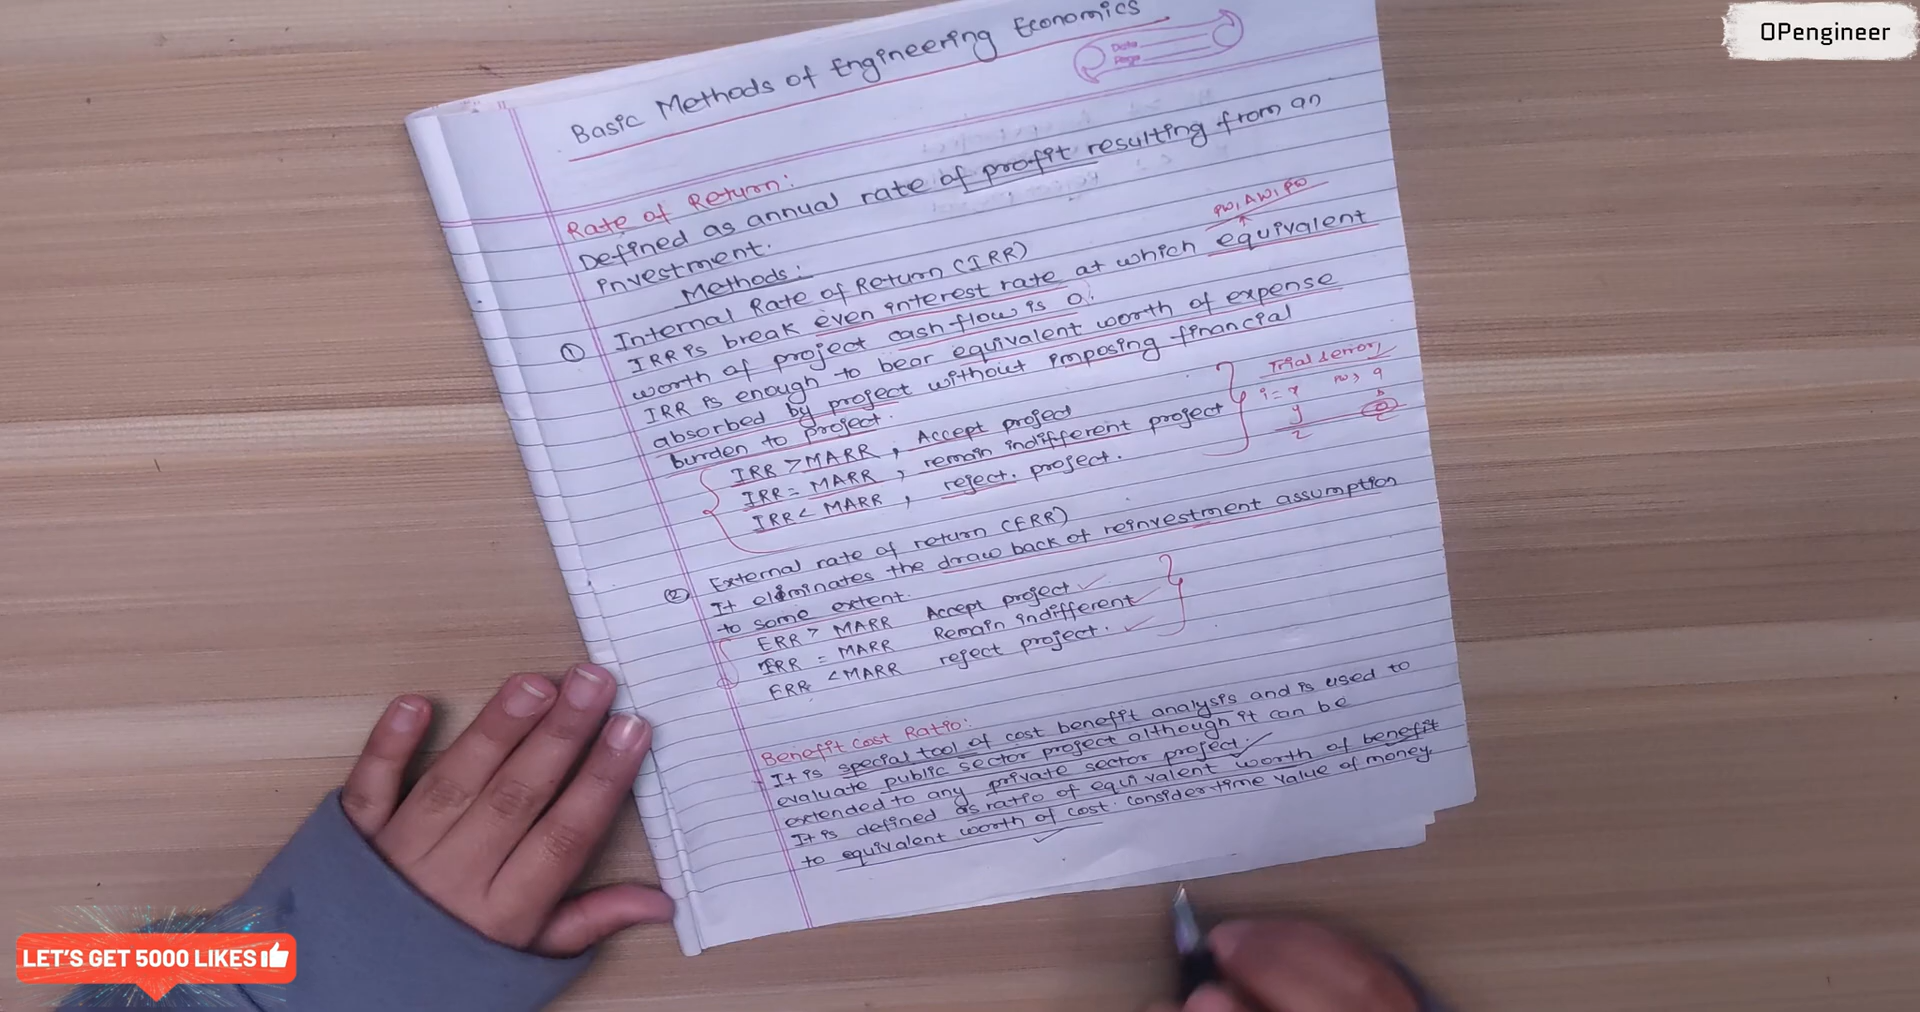 OPengineer
Basic Methods of Engineering Economics
Date
Page
Rate of Return:
Defined as annual rate of profit resulting from an
investment.
Methods:
① Internal Rate of Return (IRR)
PW, AW, FW
IRR is break even interest rate at which equivalent
worth of project cash flow is 0.
IRR is enough to bear equivalent worth of expense
absorbed by project without imposing financial
burden to project.
IRR > MARR, Accept project
IRR = MARR, remain indifferent project
IRR < MARR, reject. project.
Trial & error
i = x
y
z
② External rate of return (ERR)
It eliminates the draw back of reinvestment assumption
to some extent.
ERR > MARR Accept project
ERR = MARR Remain indifferent
ERR < MARR reject project.
Benefit Cost Ratio:
It is special tool of cost benefit analysis and is used to
evaluate public sector project although it can be
extended to any private sector project.
It is defined as ratio of equivalent worth of benefit
to equivalent worth of cost. Consider time value of money.
LET'S GET 5000 LIKES